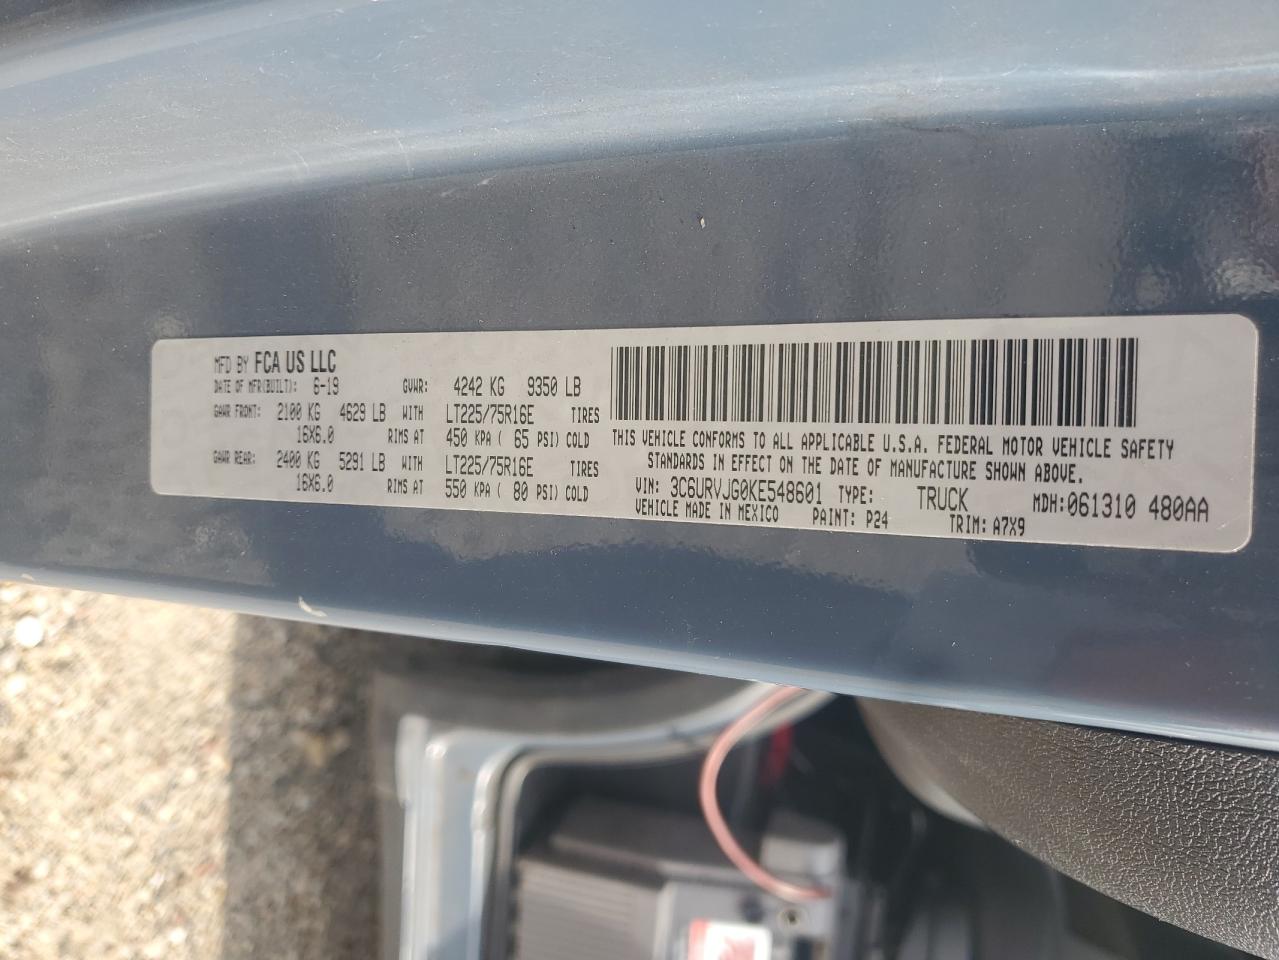 MFD BY FCA US LLC
DATE OF MFR(BUILT): 6-19 GVWR: 4242 KG 9350 LB
GAWR FRONT: 2100 KG 4629 LB WITH LT225/75R16E TIRES
16X6.0 RIMS AT 450 KPA ( 65 PSI) COLD
GAWR REAR: 2400 KG 5291 LB WITH LT225/75R16E TIRES
16X6.0 RIMS AT 550 KPA ( 80 PSI) COLD
THIS VEHICLE CONFORMS TO ALL APPLICABLE U.S.A. FEDERAL MOTOR VEHICLE SAFETY
STANDARDS IN EFFECT ON THE DATE OF MANUFACTURE SHOWN ABOVE.
VIN: 3C6URVJG0KE548601 TYPE: TRUCK MDH:061310 480AA
VEHICLE MADE IN MEXICO PAINT: P24 TRIM: A7X9